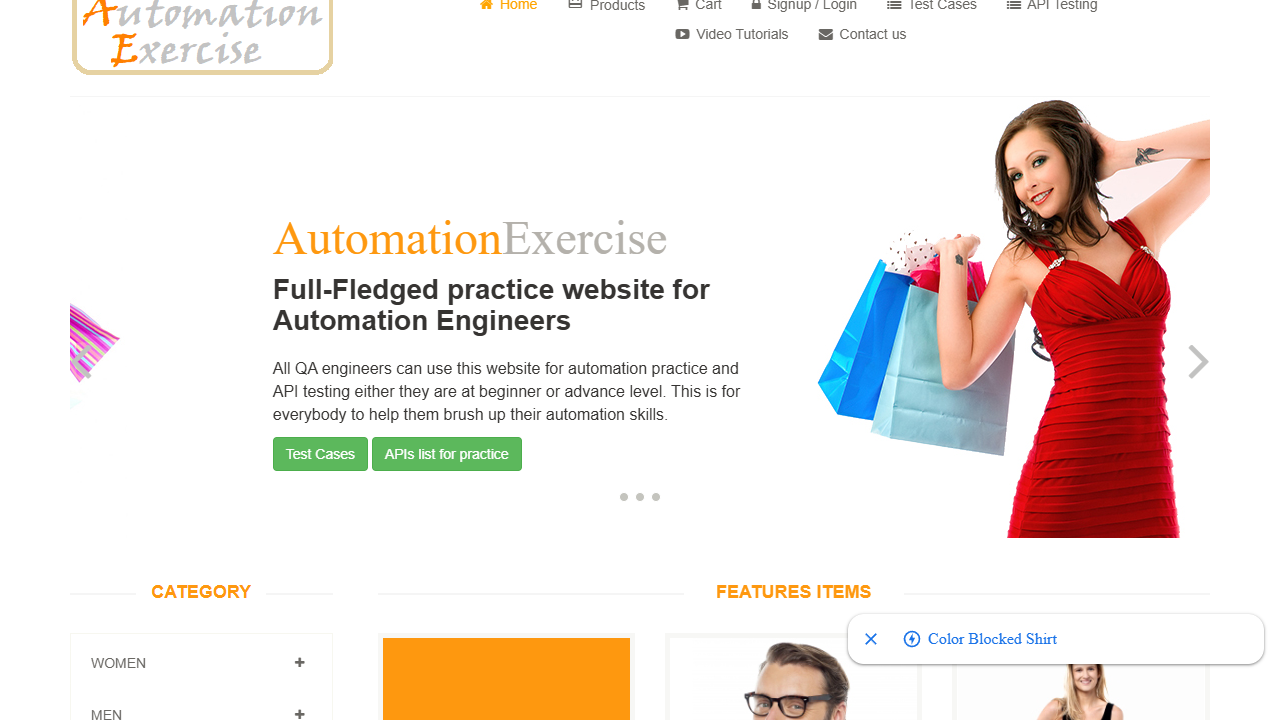 Automation
Exercise
Home Products Cart Signup / Login Test Cases API Testing
Video Tutorials Contact us
AutomationExercise
Full-Fledged practice website for
Automation Engineers
All QA engineers can use this website for automation practice and
API testing either they are at beginner or advance level. This is for
everybody to help them brush up their automation skills.
Test Cases APIs list for practice
CATEGORY
FEATURES ITEMS
Color Blocked Shirt
WOMEN
MEN